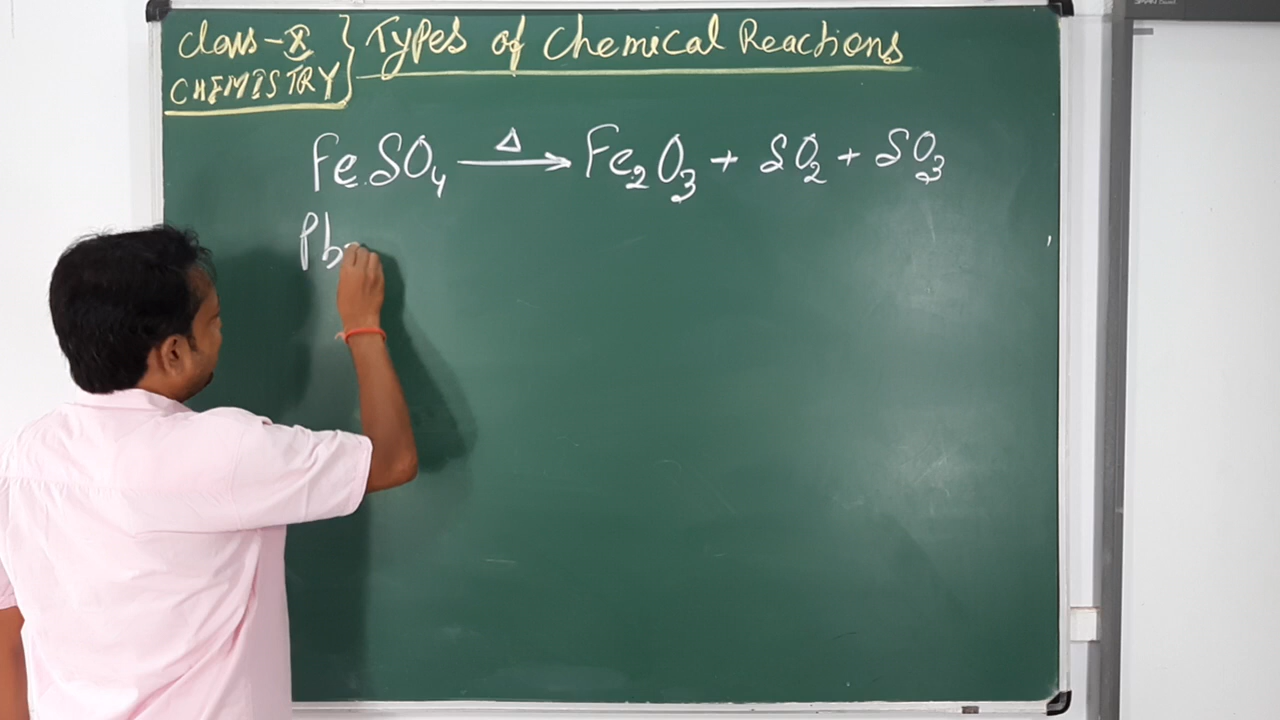 Class-X } Types of Chemical Reactions
CHEMISTRY
FeSO₄ —Δ→ Fe₂O₃ + SO₂ + SO₃
Pb